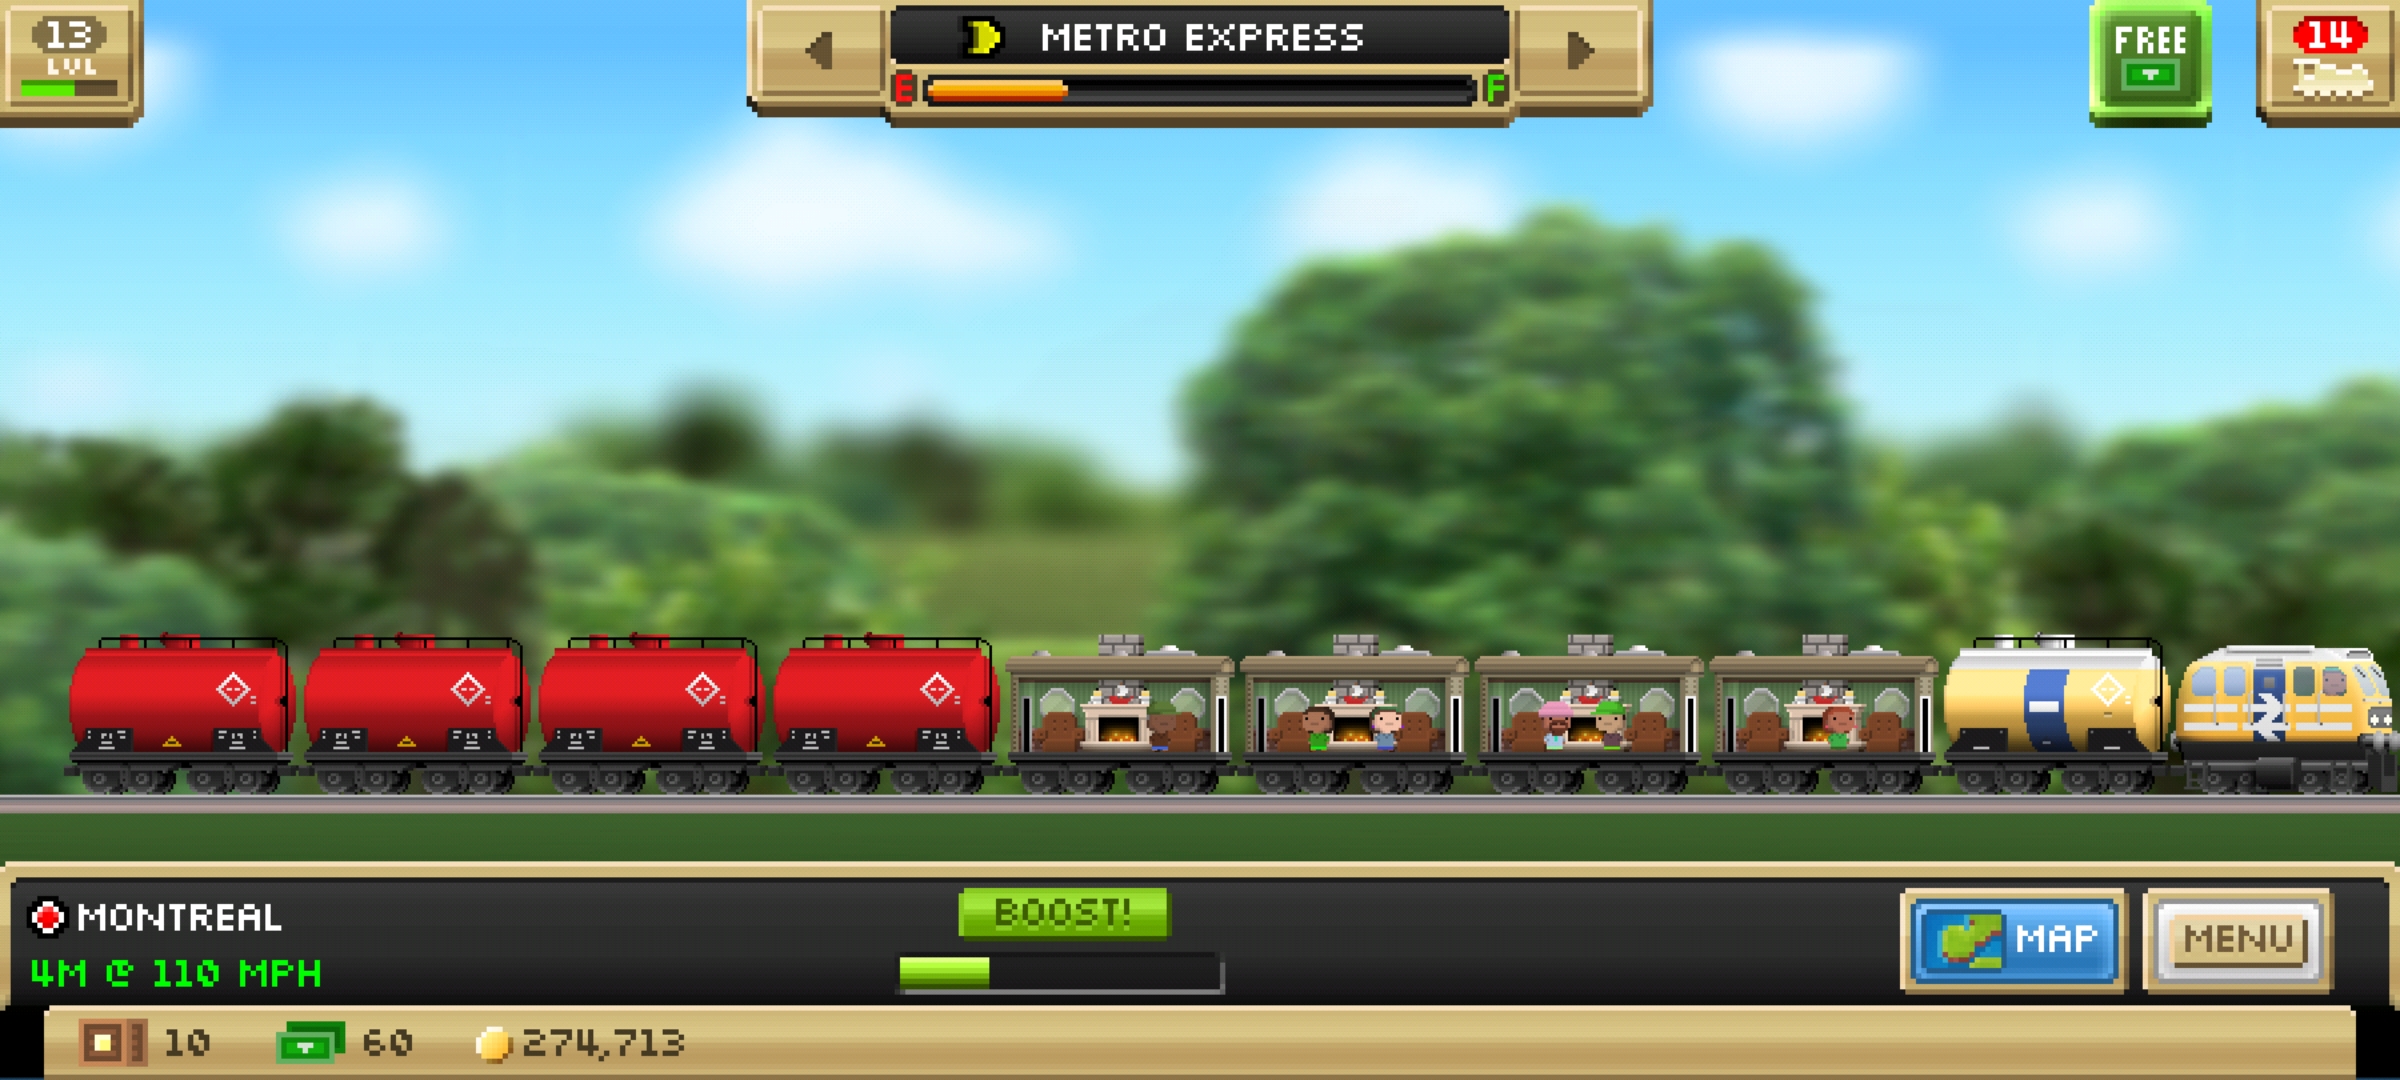 13
LVL
METRO EXPRESS
E F
FREE
14
MONTREAL
4M @ 110 MPH
BOOST!
MAP
MENU
10 60 274,713